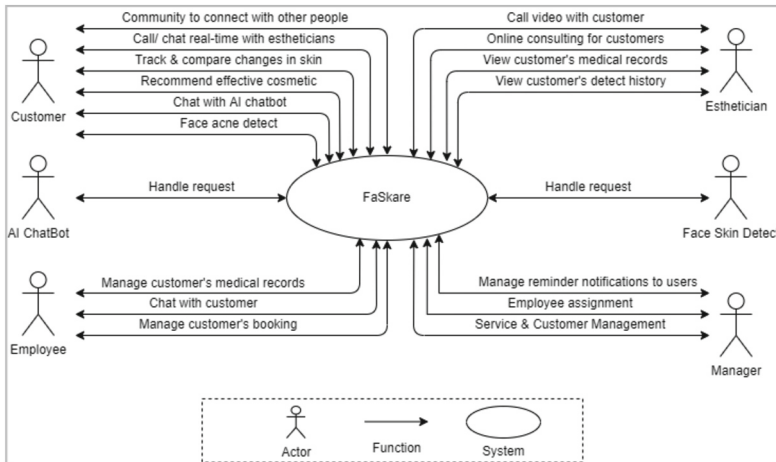 Community to connect with other people
Call/ chat real-time with estheticians
Track & compare changes in skin
Recommend effective cosmetic
Chat with AI chatbot
Face acne detect
Customer
Call video with customer
Online consulting for customers
View customer's medical records
View customer's detect history
Esthetician
Handle request
AI ChatBot
FaSkare
Handle request
Face Skin Detect
Manage customer's medical records
Chat with customer
Manage customer's booking
Employee
Manage reminder notifications to users
Employee assignment
Service & Customer Management
Manager
Actor
Function
System